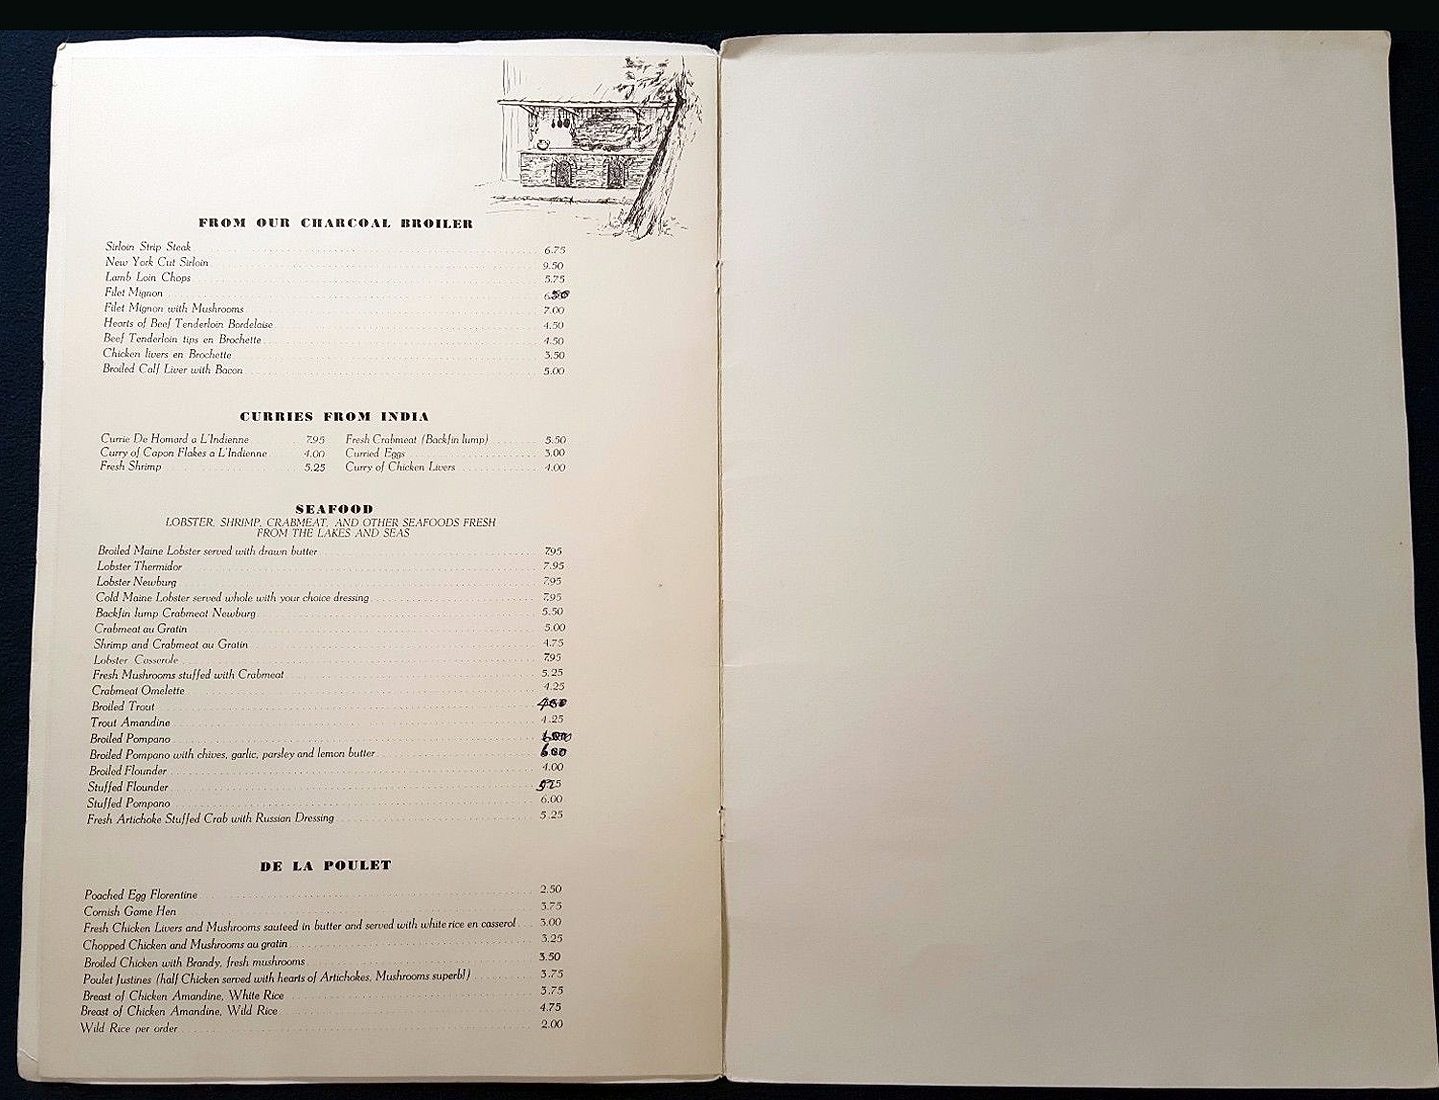 FROM OUR CHARCOAL BROILER
Sirloin Strip Steak 6.75
New York Cut Sirloin 9.50
Lamb Loin Chops 5.75
Filet Mignon 6.50
Filet Mignon with Mushrooms 7.00
Hearts of Beef Tenderloin Bordelaise 4.50
Beef Tenderloin tips en Brochette 4.50
Chicken livers en Brochette 3.50
Broiled Calf Liver with Bacon 5.00
CURRIES FROM INDIA
Currie De Homard a L'Indienne 7.95 Fresh Crabmeat (Backfin lump) 5.50
Curry of Capon Flakes a L'Indienne 4.00 Curried Eggs 3.00
Fresh Shrimp 5.25 Curry of Chicken Livers 4.00
SEAFOOD
LOBSTER, SHRIMP, CRABMEAT, AND OTHER SEAFOODS FRESH
FROM THE LAKES AND SEAS
Broiled Maine Lobster served with drawn butter 7.95
Lobster Thermidor 7.95
Lobster Newburg 7.95
Cold Maine Lobster served whole with your choice dressing 7.95
Backfin lump Crabmeat Newburg 5.50
Crabmeat au Gratin 5.00
Shrimp and Crabmeat au Gratin 4.75
Lobster Casserole 7.95
Fresh Mushrooms stuffed with Crabmeat 5.25
Crabmeat Omelette 4.25
Broiled Trout
Trout Amandine 4.25
Broiled Pompano
Broiled Pompano with chives, garlic, parsley and lemon butter
Broiled Flounder 4.00
Stuffed Flounder
Stuffed Pompano 6.00
Fresh Artichoke Stuffed Crab with Russian Dressing 5.25
DE LA POULET
Poached Egg Florentine 2.50
Cornish Game Hen 3.75
Fresh Chicken Livers and Mushrooms sauteed in butter and served with white rice en casserol 3.00
Chopped Chicken and Mushrooms au gratin 3.25
Broiled Chicken with Brandy, fresh mushrooms 3.50
Poulet Justines (half Chicken served with hearts of Artichokes, Mushrooms superb!) 3.75
Breast of Chicken Amandine, White Rice 3.75
Breast of Chicken Amandine, Wild Rice 4.75
Wild Rice per order 2.00